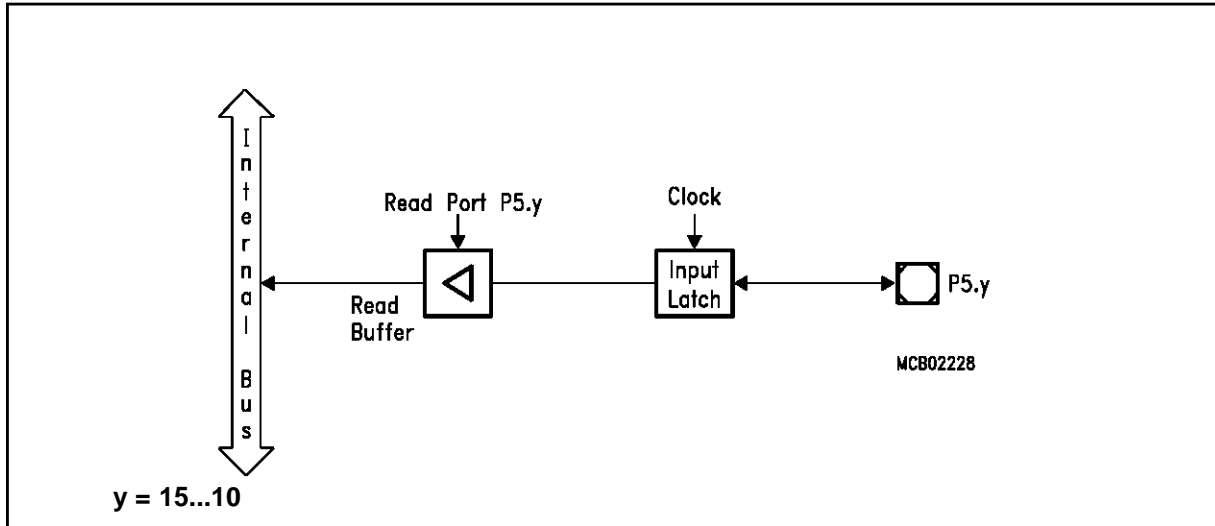 Internal Bus
Read Port P5.y
Clock
Input
Latch
P5.y
Read
Buffer
MCB02228
y = 15...10